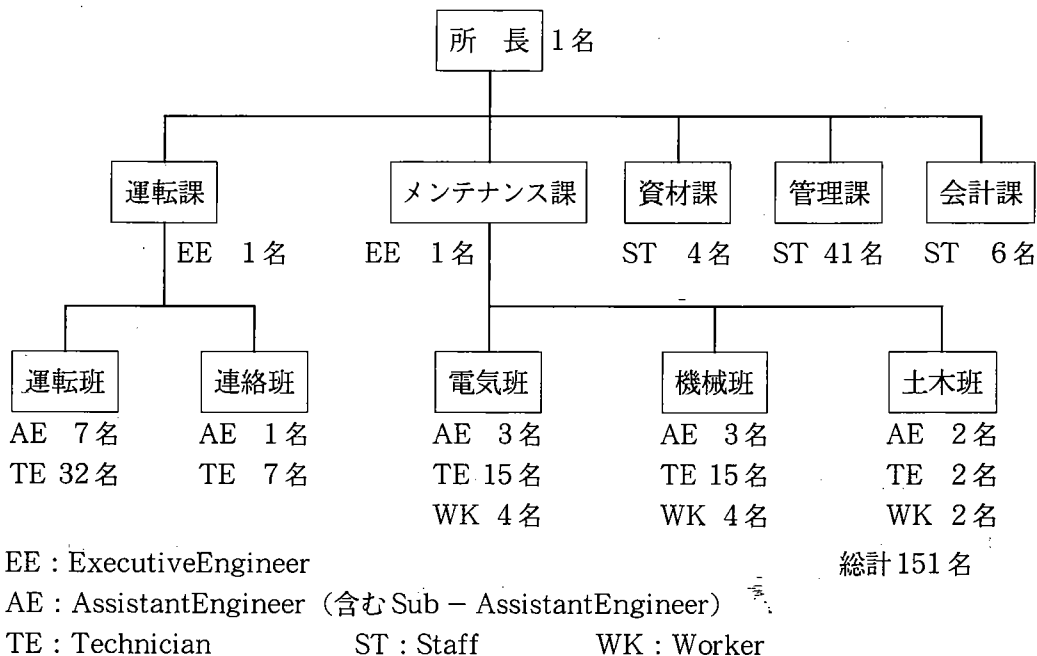 所 長 1名
運転課 メンテナンス課 資材課 管理課 会計課
EE 1名 EE 1名 ST 4名 ST 41名 ST 6名
運転班 連絡班 電気班 機械班 土木班
AE 7名 AE 1名 AE 3名 AE 3名 AE 2名
TE 32名 TE 7名 TE 15名 TE 15名 TE 2名
WK 4名 WK 4名 WK 2名
EE : ExecutiveEngineer 総計151名
AE : AssistantEngineer (含むSub - AssistantEngineer)
TE : Technician ST : Staff WK : Worker